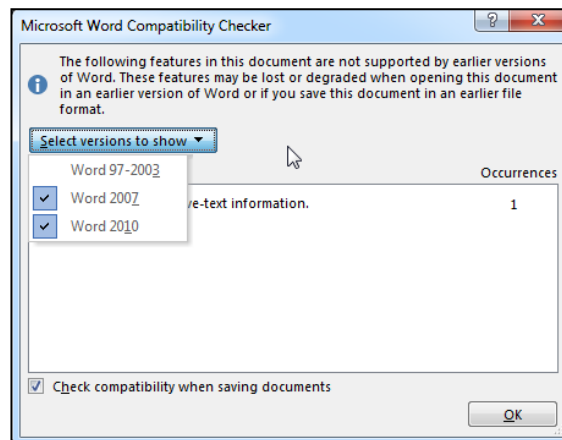 Microsoft Word Compatibility Checker
?
The following features in this document are not supported by earlier versions
of Word. These features may be lost or degraded when opening this document
in an earlier version of Word or if you save this document in an earlier file
format.
Select versions to show
Word 97-2003
Occurrences
Word 2007
ve-text information.
1
Word 2010
Check compatibility when saving documents
OK